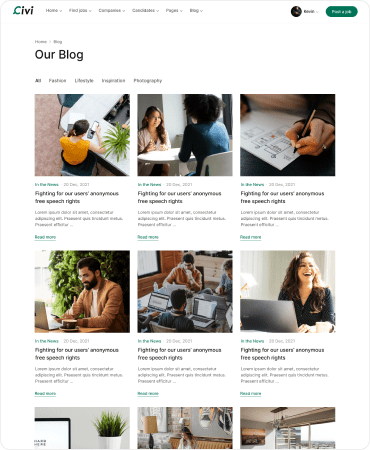 Civi
Home Find jobs Companies Candidates Pages Blog Kevin Post a job
Home Blog
Our Blog
All Fashion Lifestyle Inspiration Photography
In the News 20 Dec, 2021
Fighting for our users' anonymous
free speech rights
Lorem ipsum dolor sit amet, consectetur
adipiscing elit. Praesent quis tincidunt metus.
Praesent efficitur ...
Read more
In the News 20 Dec, 2021
Fighting for our users' anonymous
free speech rights
Lorem ipsum dolor sit amet, consectetur
adipiscing elit. Praesent quis tincidunt metus.
Praesent efficitur ...
Read more
In the News 20 Dec, 2021
Fighting for our users' anonymous
free speech rights
Lorem ipsum dolor sit amet, consectetur
adipiscing elit. Praesent quis tincidunt metus.
Praesent efficitur ...
Read more
In the News 20 Dec, 2021
Fighting for our users' anonymous
free speech rights
Lorem ipsum dolor sit amet, consectetur
adipiscing elit. Praesent quis tincidunt metus.
Praesent efficitur ...
Read more
In the News 20 Dec, 2021
Fighting for our users' anonymous
free speech rights
Lorem ipsum dolor sit amet, consectetur
adipiscing elit. Praesent quis tincidunt metus.
Praesent efficitur ...
Read more
In the News 20 Dec, 2021
Fighting for our users' anonymous
free speech rights
Lorem ipsum dolor sit amet, consectetur
adipiscing elit. Praesent quis tincidunt metus.
Praesent efficitur ...
Read more